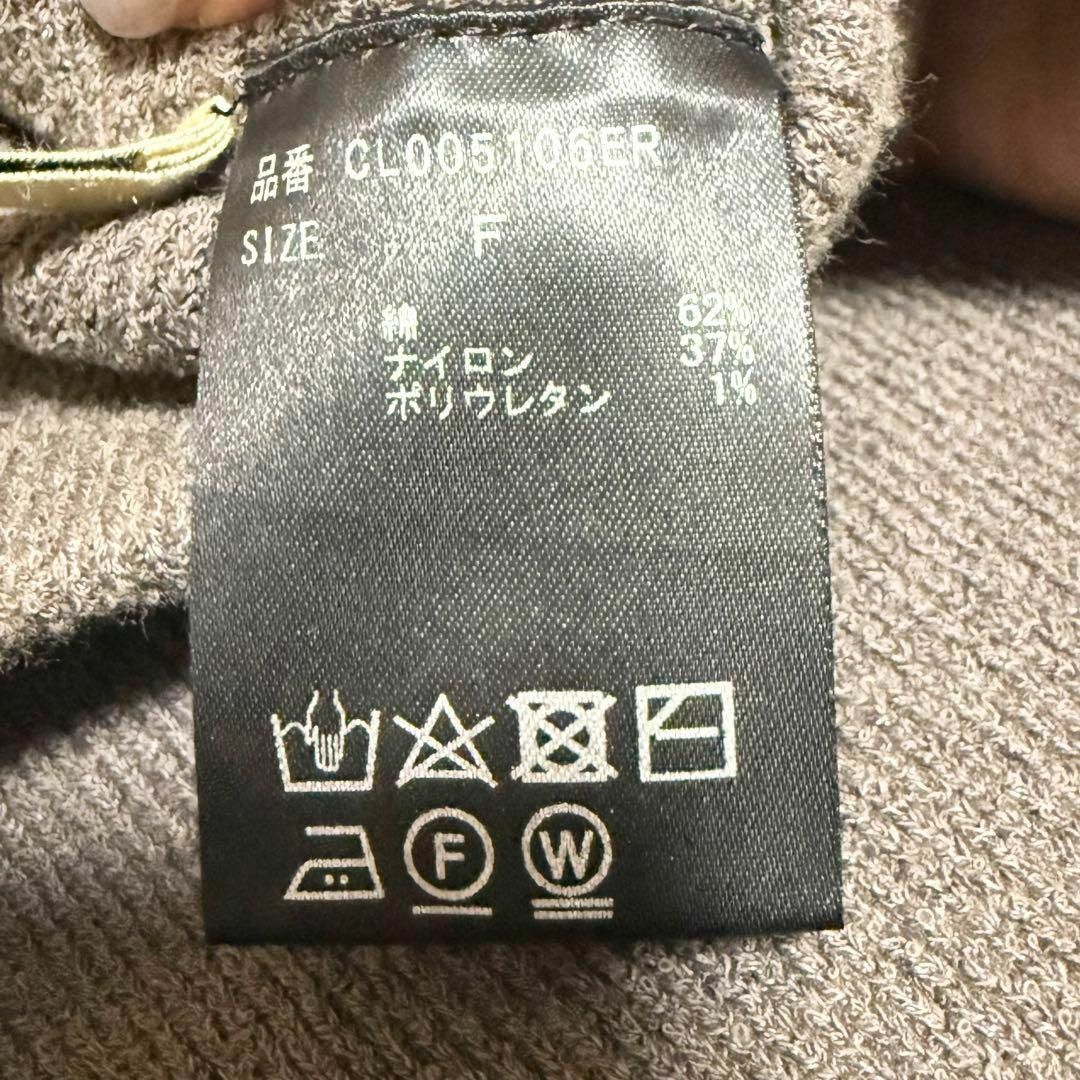 品番 CL005106ER
SIZE F
綿 62%
ナイロン 37%
ポリウレタン 1%
F
W